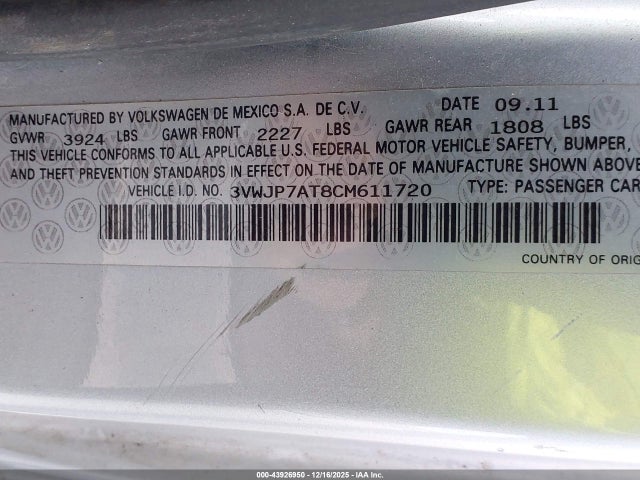 MANUFACTURED BY VOLKSWAGEN DE MEXICO S.A. DE C.V. DATE 09.11
GVWR 3924 LBS GAWR FRONT 2227 LBS GAWR REAR 1808 LBS
THIS VEHICLE CONFORMS TO ALL APPLICABLE U.S. FEDERAL MOTOR VEHICLE SAFETY, BUMPER,
AND THEFT PREVENTION STANDARDS IN EFFECT ON THE DATE OF MANUFACTURE SHOWN ABOVE
VEHICLE I.D. NO. 3VWJP7AT8CM611720 TYPE: PASSENGER CAR
COUNTRY OF ORIG
000-43926950 - 12/16/2025 - IAA Inc.